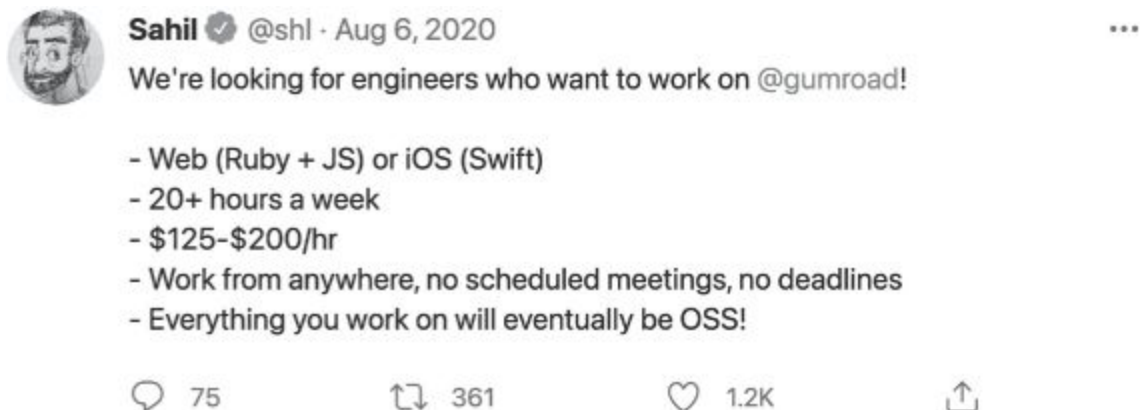 Sahil @shl · Aug 6, 2020
We're looking for engineers who want to work on @gumroad!
- Web (Ruby + JS) or iOS (Swift)
- 20+ hours a week
- $125-$200/hr
- Work from anywhere, no scheduled meetings, no deadlines
- Everything you work on will eventually be OSS!
75 361 1.2K